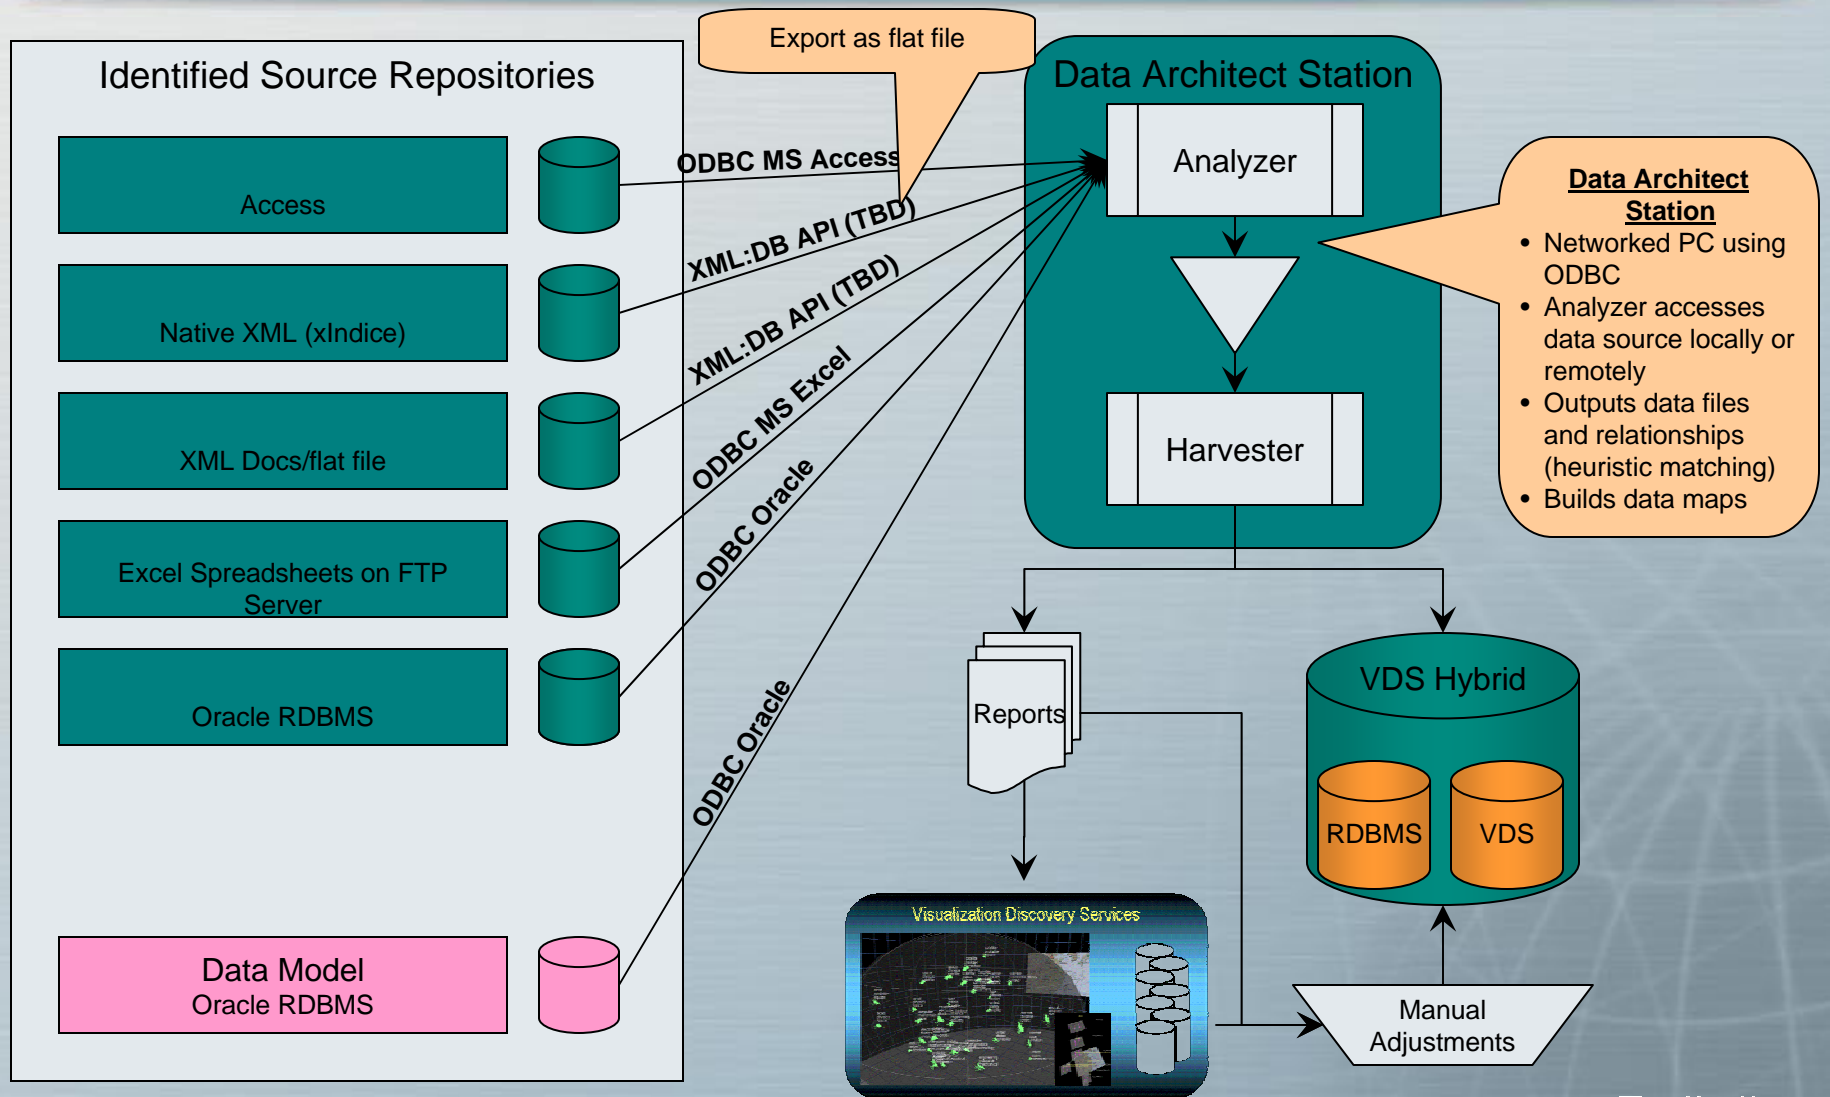 Export as flat file
Identified Source Repositories
Access
Native XML (xIndice)
XML Docs/flat file
Excel Spreadsheets on FTP
Server
Oracle RDBMS
Data Model
Oracle RDBMS
ODBC MS Access
XML:DB API (TBD)
XML:DB API (TBD)
ODBC MS Excel
ODBC Oracle
ODBC Oracle
Data Architect Station
Analyzer
Harvester
Data Architect
Station
• Networked PC using
ODBC
• Analyzer accesses
data source locally or
remotely
• Outputs data files
and relationships
(heuristic matching)
• Builds data maps
Reports
VDS Hybrid
RDBMS
VDS
Visualization Discovery Services
Manual
Adjustments